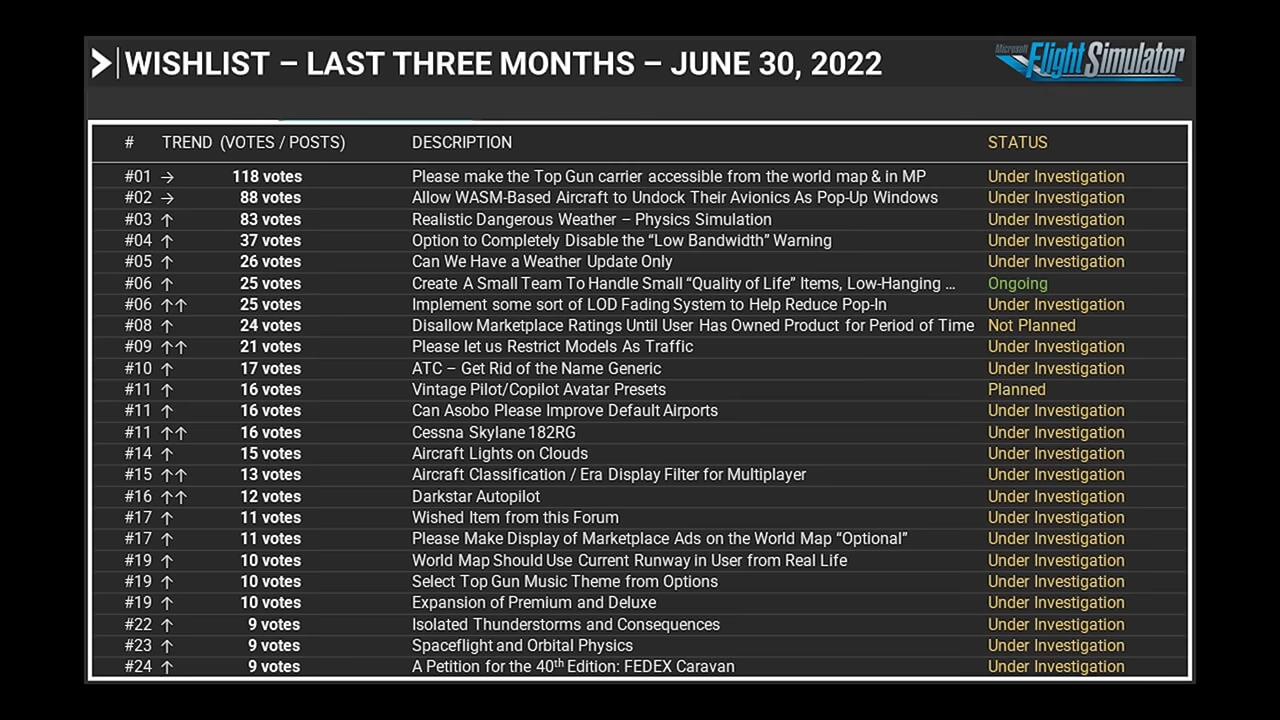 WISHLIST – LAST THREE MONTHS – JUNE 30, 2022
Microsoft Flight Simulator
# TREND (VOTES / POSTS) DESCRIPTION STATUS
#01 → 118 votes Please make the Top Gun carrier accessible from the world map & in MP Under Investigation
#02 → 88 votes Allow WASM-Based Aircraft to Undock Their Avionics As Pop-Up Windows Under Investigation
#03 ↑ 83 votes Realistic Dangerous Weather – Physics Simulation Under Investigation
#04 ↑ 37 votes Option to Completely Disable the “Low Bandwidth” Warning Under Investigation
#05 ↑ 26 votes Can We Have a Weather Update Only Under Investigation
#06 ↑ 25 votes Create A Small Team To Handle Small “Quality of Life” Items, Low-Hanging ... Ongoing
#06 ↑↑ 25 votes Implement some sort of LOD Fading System to Help Reduce Pop-In Under Investigation
#08 ↑ 24 votes Disallow Marketplace Ratings Until User Has Owned Product for Period of Time Not Planned
#09 ↑↑ 21 votes Please let us Restrict Models As Traffic Under Investigation
#10 ↑ 17 votes ATC – Get Rid of the Name Generic Under Investigation
#11 ↑ 16 votes Vintage Pilot/Copilot Avatar Presets Planned
#11 ↑ 16 votes Can Asobo Please Improve Default Airports Under Investigation
#11 ↑↑ 16 votes Cessna Skylane 182RG Under Investigation
#14 ↑ 15 votes Aircraft Lights on Clouds Under Investigation
#15 ↑↑ 13 votes Aircraft Classification / Era Display FIlter for Multiplayer Under Investigation
#16 ↑↑ 12 votes Darkstar Autopilot Under Investigation
#17 ↑ 11 votes Wished Item from this Forum Under Investigation
#17 ↑ 11 votes Please Make Display of Marketplace Ads on the World Map “Optional” Under Investigation
#19 ↑ 10 votes World Map Should Use Current Runway in User from Real Life Under Investigation
#19 ↑ 10 votes Select Top Gun Music Theme from Options Under Investigation
#19 ↑ 10 votes Expansion of Premium and Deluxe Under Investigation
#22 ↑ 9 votes Isolated Thunderstorms and Consequences Under Investigation
#23 ↑ 9 votes Spaceflight and Orbital Physics Under Investigation
#24 ↑ 9 votes A Petition for the 40th Edition: FEDEX Caravan Under Investigation